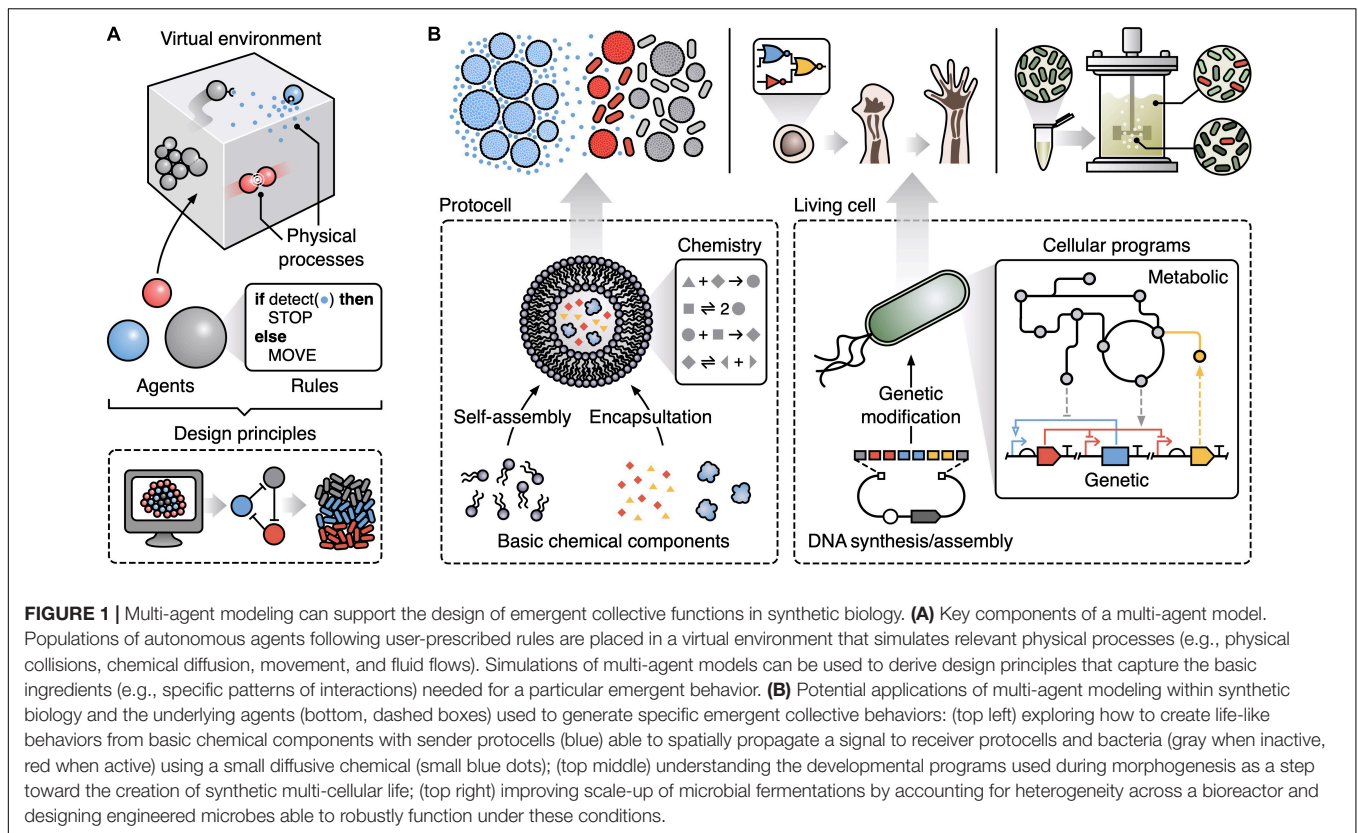 A
Virtual environment
Physical
processes
if detect(•) then
STOP
else
MOVE
Agents
Rules
Design principles
B
Protocell
Chemistry
2
Self-assembly
Encapsultation
Basic chemical components
Living cell
Cellular programs
Metabolic
Genetic
modification
Genetic
DNA synthesis/assembly
FIGURE 1 | Multi-agent modeling can support the design of emergent collective functions in synthetic biology. (A) Key components of a multi-agent model.
Populations of autonomous agents following user-prescribed rules are placed in a virtual environment that simulates relevant physical processes (e.g., physical
collisions, chemical diffusion, movement, and fluid flows). Simulations of multi-agent models can be used to derive design principles that capture the basic
ingredients (e.g., specific patterns of interactions) needed for a particular emergent behavior. (B) Potential applications of multi-agent modeling within synthetic
biology and the underlying agents (bottom, dashed boxes) used to generate specific emergent collective behaviors: (top left) exploring how to create life-like
behaviors from basic chemical components with sender protocells (blue) able to spatially propagate a signal to receiver protocells and bacteria (gray when inactive,
red when active) using a small diffusive chemical (small blue dots); (top middle) understanding the developmental programs used during morphogenesis as a step
toward the creation of synthetic multi-cellular life; (top right) improving scale-up of microbial fermentations by accounting for heterogeneity across a bioreactor and
designing engineered microbes able to robustly function under these conditions.